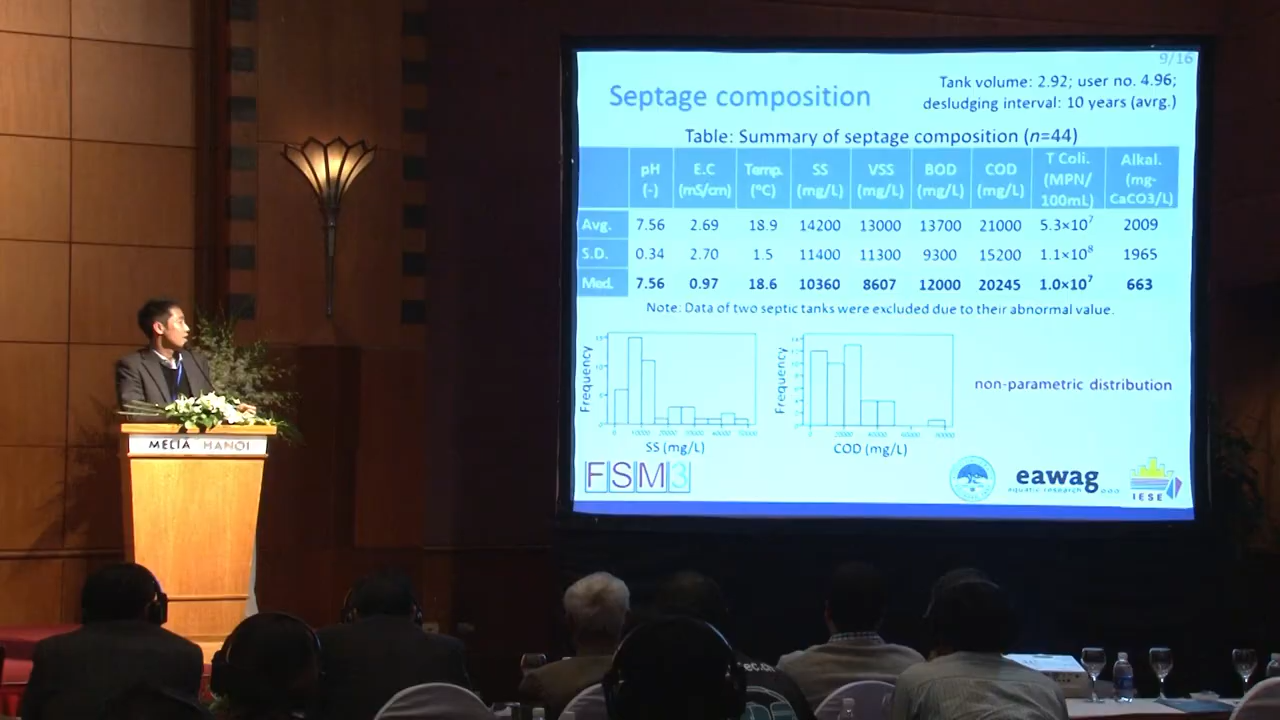 9/16
Septage composition
Tank volume: 2.92; user no. 4.96;
desludging interval: 10 years (avrg.)
Table: Summary of septage composition (n=44)
pH (-) E.C (mS/cm) Temp. (°C) SS (mg/L) VSS (mg/L) BOD (mg/L) COD (mg/L) T Coli. (MPN/ 100mL) Alkal. (mg-CaCO3/L)
Avg. 7.56 2.69 18.9 14200 13000 13700 21000 5.3×10⁷ 2009
S.D. 0.34 2.70 1.5 11400 11300 9300 15200 1.1×10⁸ 1965
Med. 7.56 0.97 18.6 10360 8607 12000 20245 1.0×10⁷ 663
Note: Data of two septic tanks were excluded due to their abnormal value.
Frequency
SS (mg/L)
Frequency
COD (mg/L)
non-parametric distribution
FSM3
eawag
aquatic research
IESE
MELIÁ HANOI